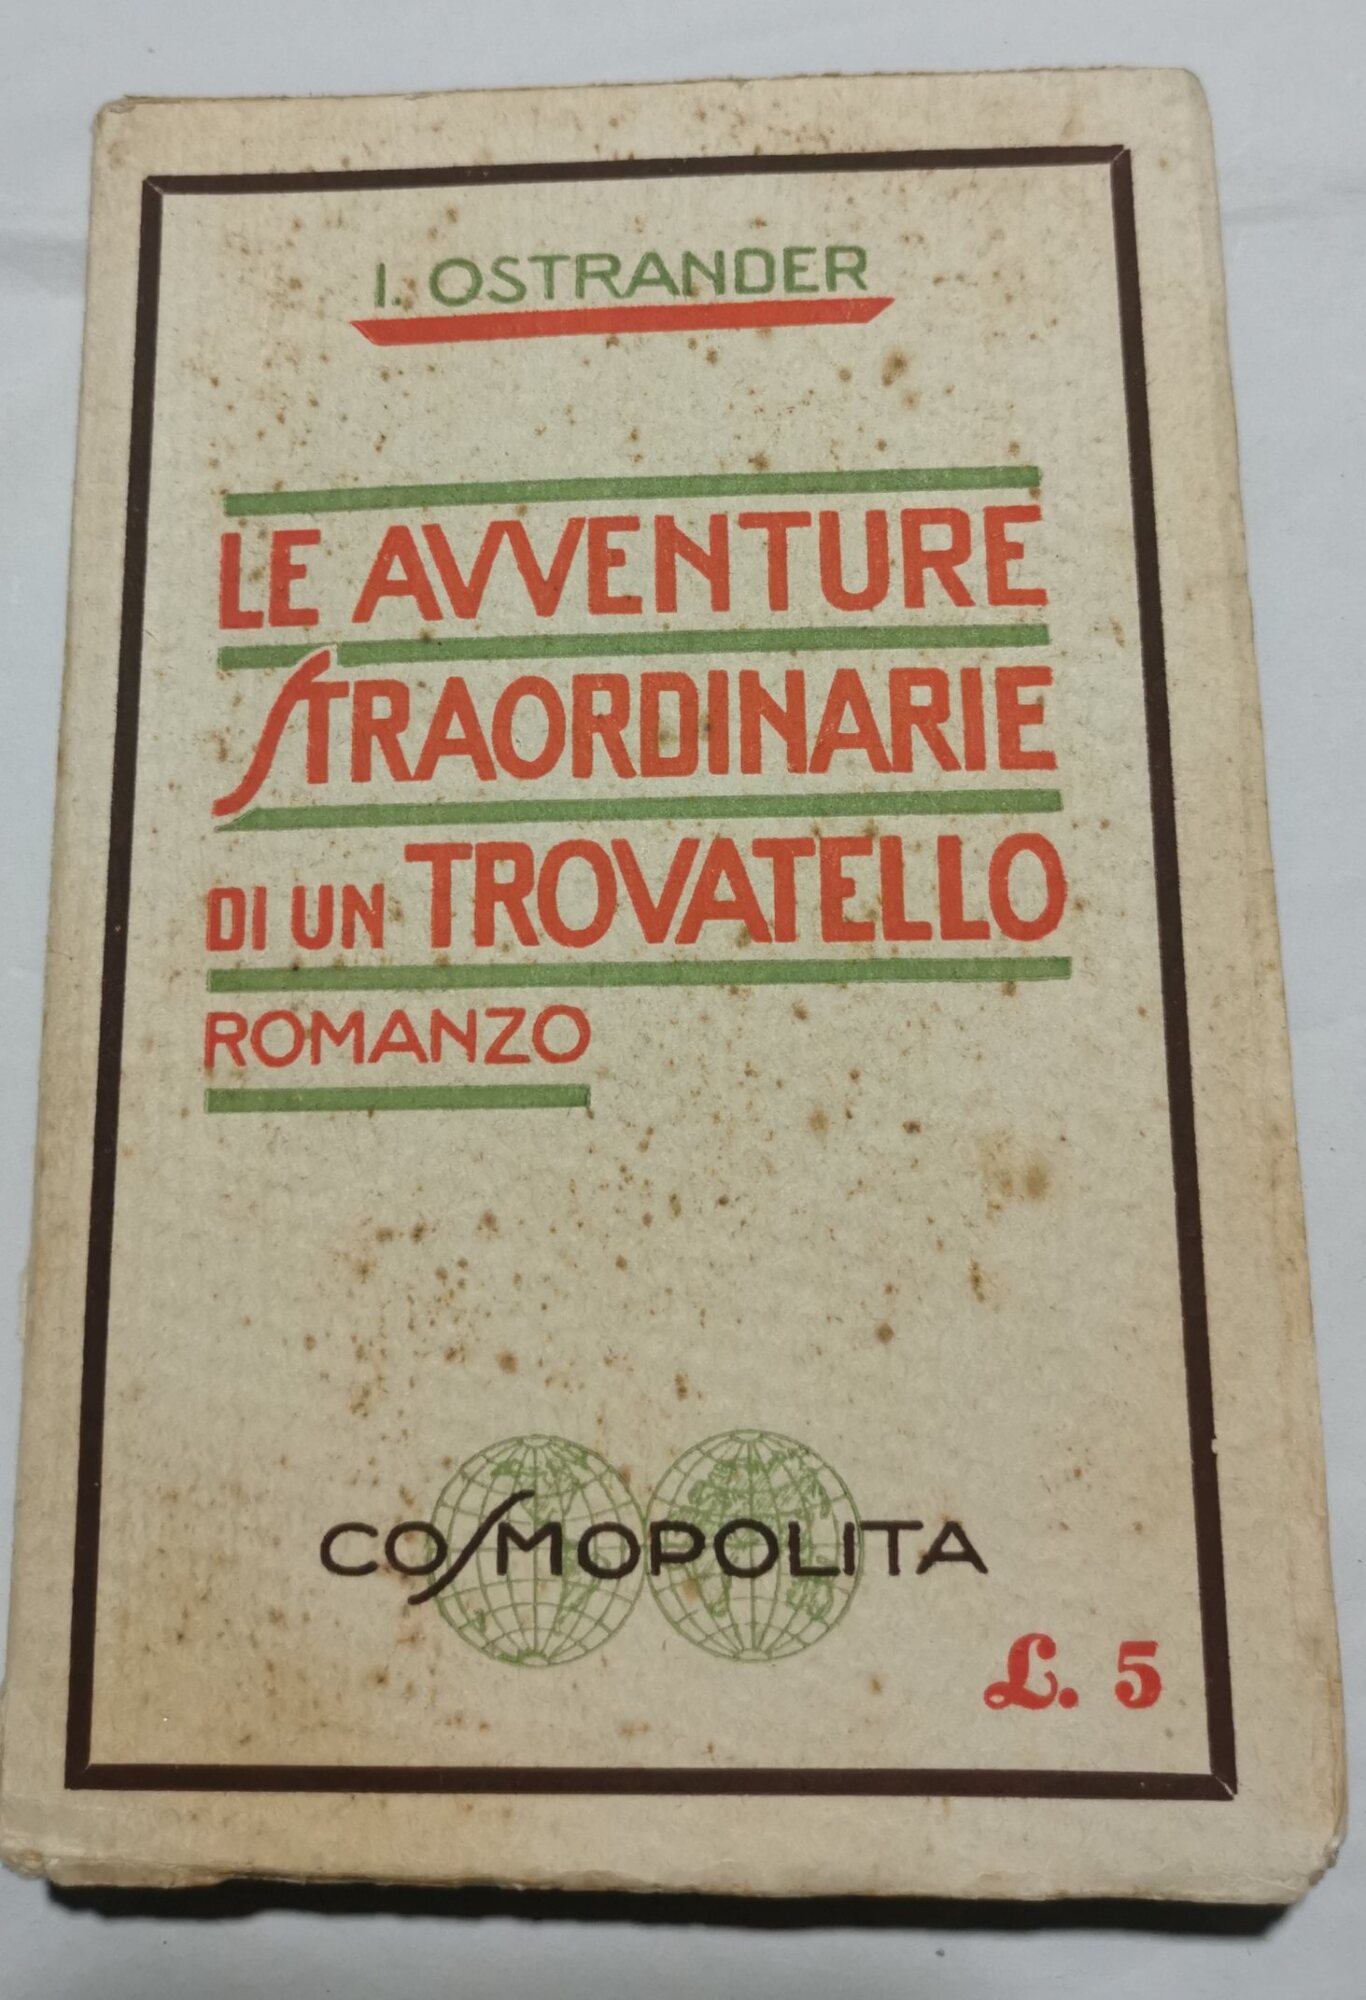 I. OSTRANDER
LE AVVENTURE
STRAORDINARIE
DI UN TROVATELLO
ROMANZO
COSMOPOLITA
L. 5